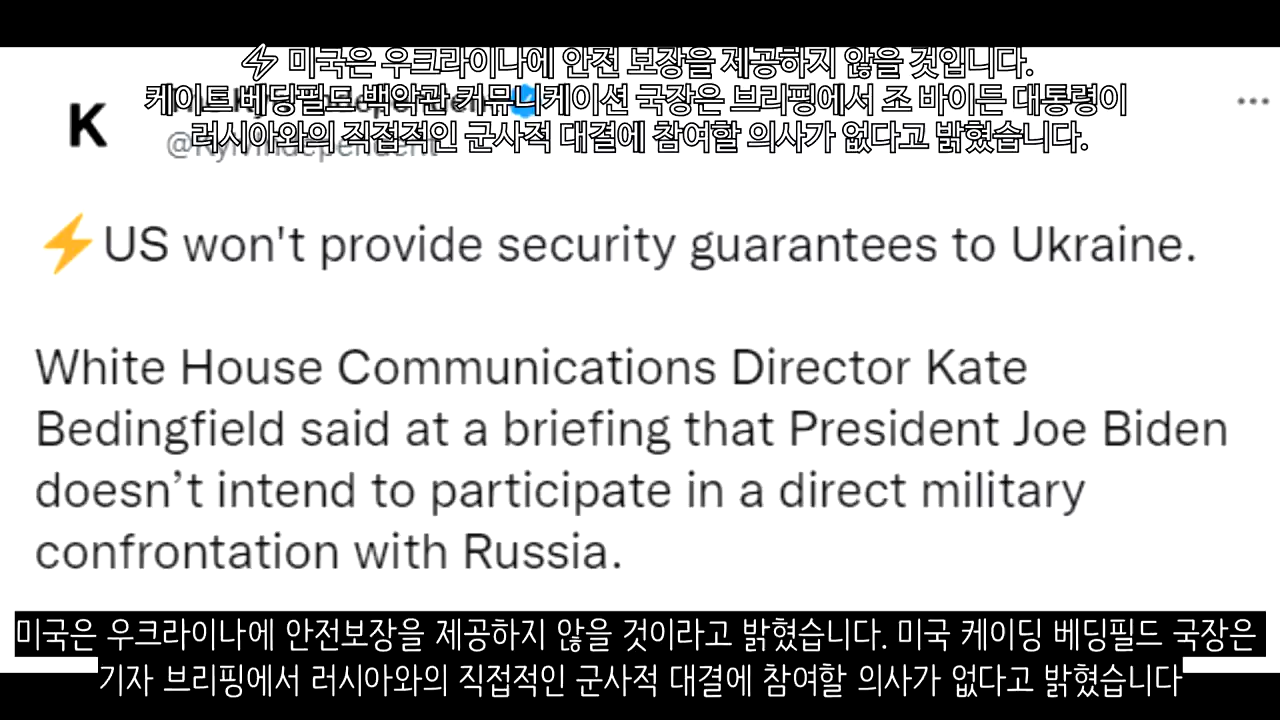 ⚡ 미국은 우크라이나에 안전 보장을 제공하지 않을 것입니다.
케이트 베딩필드 백악관 커뮤니케이션 국장은 브리핑에서 조 바이든 대통령이
러시아와의 직접적인 군사적 대결에 참여할 의사가 없다고 밝혔습니다.
K
@KyivIndependent
⚡US won't provide security guarantees to Ukraine.
White House Communications Director Kate
Bedingfield said at a briefing that President Joe Biden
doesn’t intend to participate in a direct military
confrontation with Russia.
미국은 우크라이나에 안전보장을 제공하지 않을 것이라고 밝혔습니다. 미국 케이딩 베딩필드 국장은
기자 브리핑에서 러시아와의 직접적인 군사적 대결에 참여할 의사가 없다고 밝혔습니다